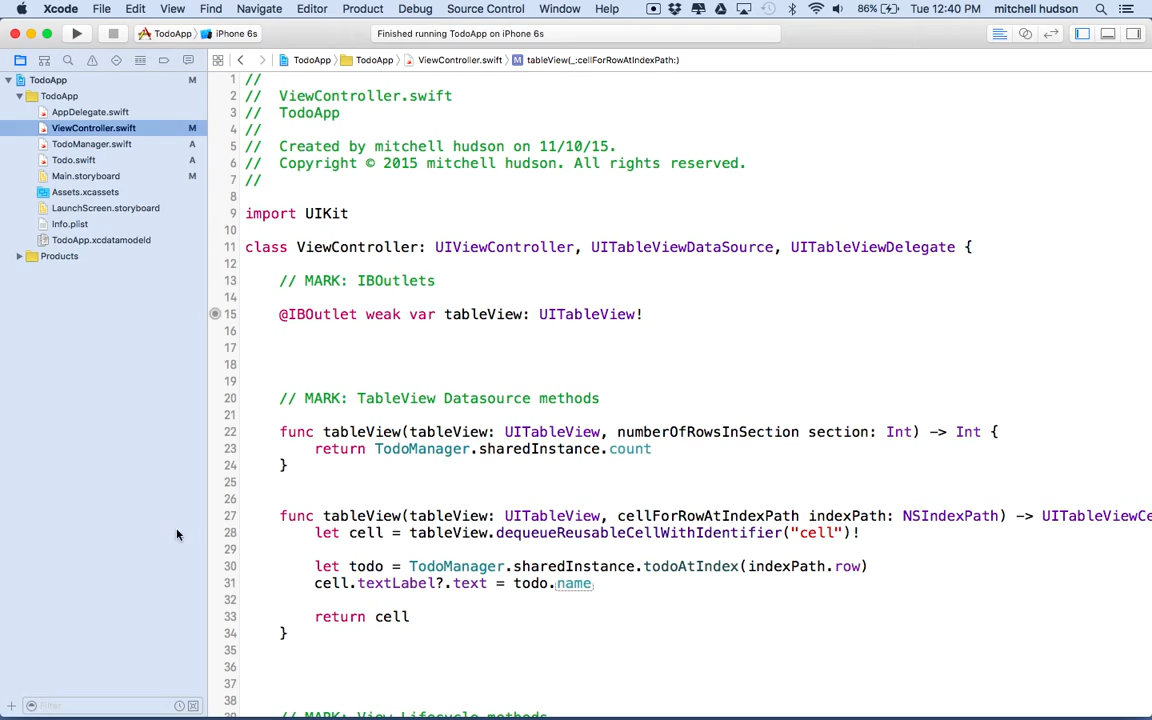 Xcode File Edit View Find Navigate Editor Product Debug Source Control Window Help 86% Tue 12:40 PM mitchell hudson
TodoApp iPhone 6s Finished running TodoApp on iPhone 6s
TodoApp TodoApp ViewController.swift M tableView(_:cellForRowAtIndexPath:)
TodoApp M
TodoApp
AppDelegate.swift
ViewController.swift M
TodoManager.swift A
Todo.swift A
Main.storyboard M
Assets.xcassets
LaunchScreen.storyboard
Info.plist
TodoApp.xcdatamodeld
Products
Filter
1 //
2 // ViewController.swift
3 // TodoApp
4 //
5 // Created by mitchell hudson on 11/10/15.
6 // Copyright © 2015 mitchell hudson. All rights reserved.
7 //
8
9 import UIKit
10
11 class ViewController: UIViewController, UITableViewDataSource, UITableViewDelegate {
12
13 // MARK: IBOutlets
14
15 @IBOutlet weak var tableView: UITableView!
16
17
18
19
20 // MARK: TableView Datasource methods
21
22 func tableView(tableView: UITableView, numberOfRowsInSection section: Int) -> Int {
23 return TodoManager.sharedInstance.count
24 }
25
26
27 func tableView(tableView: UITableView, cellForRowAtIndexPath indexPath: NSIndexPath) -> UITableViewCe
28 let cell = tableView.dequeueReusableCellWithIdentifier("cell")!
29
30 let todo = TodoManager.sharedInstance.todoAtIndex(indexPath.row)
31 cell.textLabel?.text = todo.name
32
33 return cell
34 }
35
36
37
38
// MARK: View Lifecycle methods